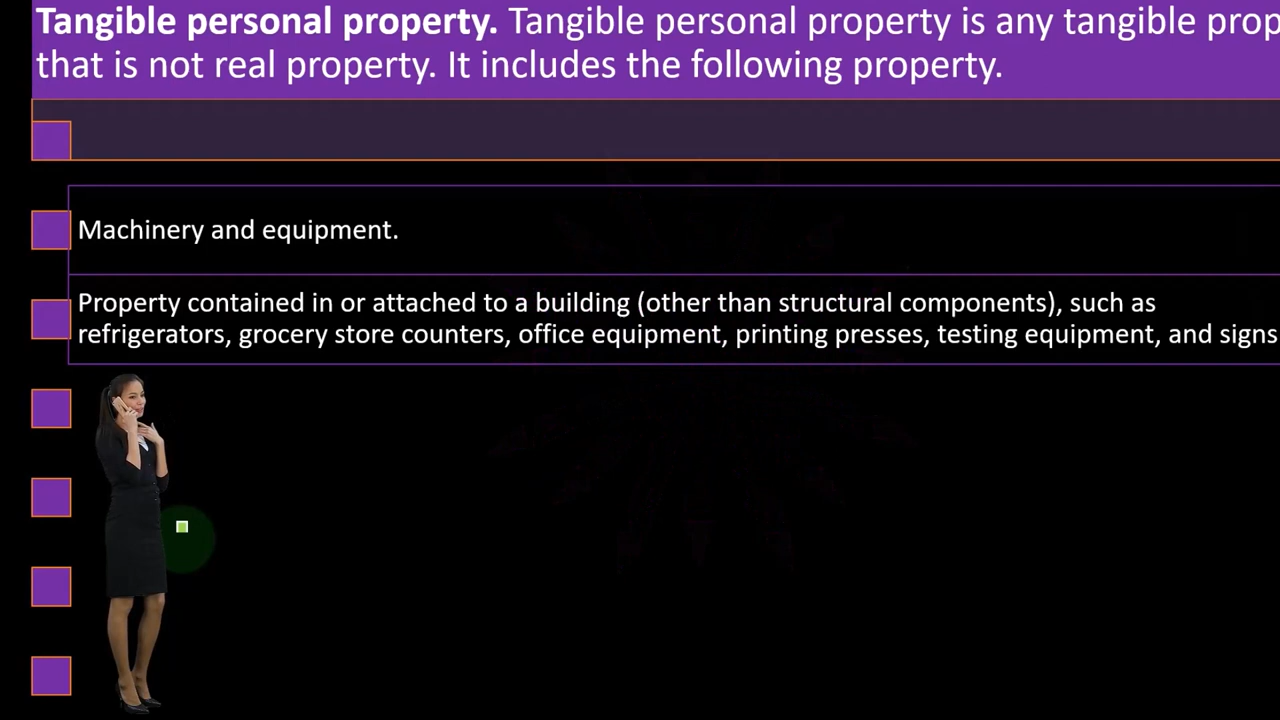 Tangible personal property. Tangible personal property is any tangible prop
that is not real property. It includes the following property.
Machinery and equipment.
Property contained in or attached to a building (other than structural components), such as
refrigerators, grocery store counters, office equipment, printing presses, testing equipment, and signs